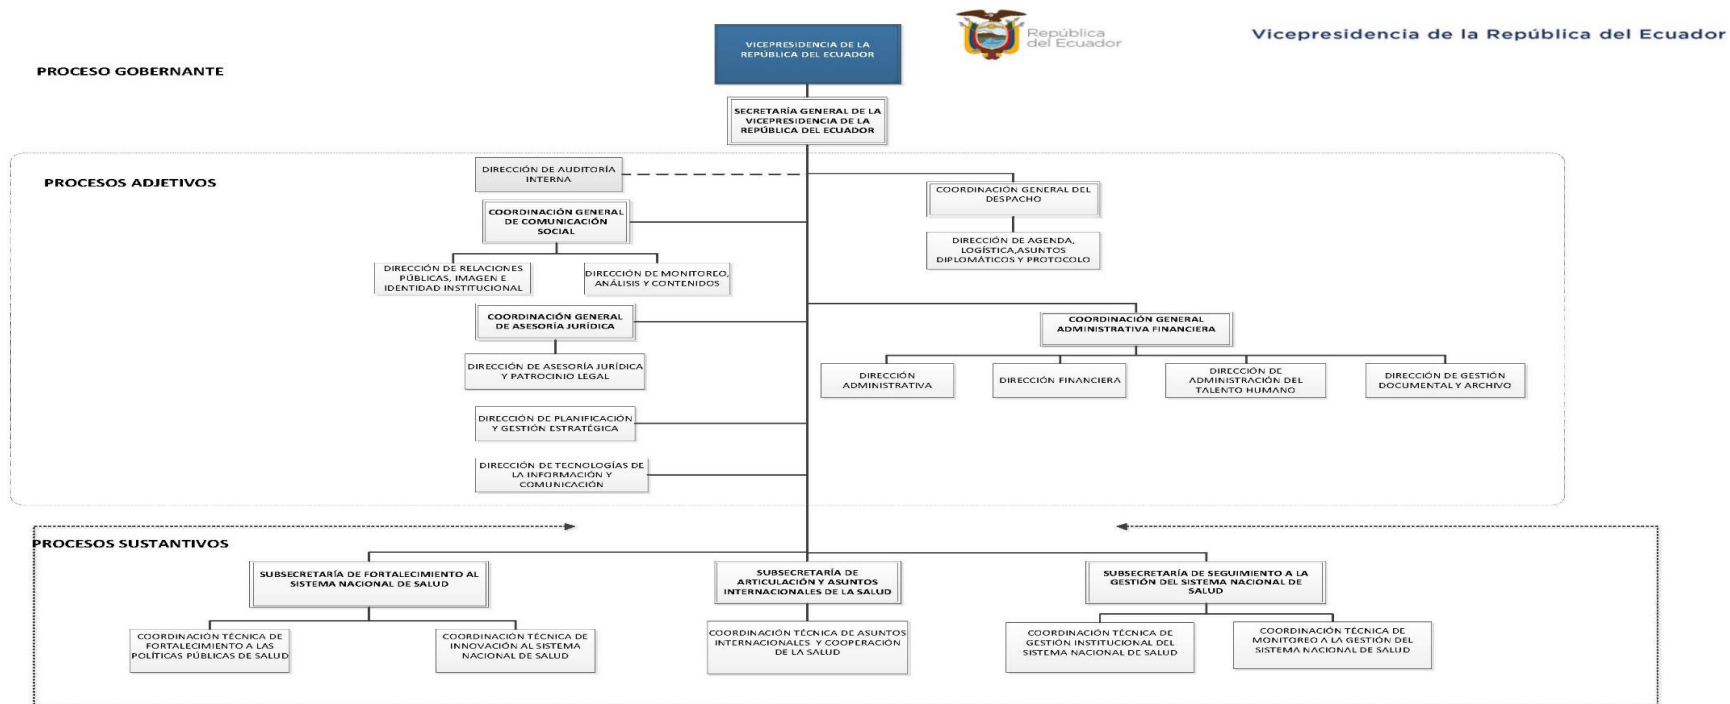 República
del Ecuador
Vicepresidencia de la República del Ecuador
VICEPRESIDENCIA DE LA
REPÚBLICA DEL ECUADOR
PROCESO GOBERNANTE
SECRETARÍA GENERAL DE LA
VICEPRESIDENCIA DE LA
REPÚBLICA DEL ECUADOR
PROCESOS ADJETIVOS
DIRECCIÓN DE AUDITORÍA
INTERNA
COORDINACIÓN GENERAL DEL
DESPACHO
COORDINACIÓN GENERAL
DE COMUNICACIÓN
SOCIAL
DIRECCIÓN DE AGENDA,
LOGÍSTICA,ASUNTOS
DIPLOMÁTICOS Y PROTOCOLO
DIRECCIÓN DE RELACIONES
PÚBLICAS, IMAGEN E
IDENTIDAD INSTITUCIONAL
DIRECCIÓN DE MONITOREO,
ANÁLISIS Y CONTENIDOS
COORDINACIÓN GENERAL
DE ASESORÍA JURÍDICA
COORDINACIÓN GENERAL
ADMINISTRATIVA FINANCIERA
DIRECCIÓN DE ASESORÍA JURÍDICA
Y PATROCINIO LEGAL
DIRECCIÓN
ADMINISTRATIVA
DIRECCIÓN FINANCIERA
DIRECCIÓN DE
ADMINISTRACIÓN DEL
TALENTO HUMANO
DIRECCIÓN DE GESTIÓN
DOCUMENTAL Y ARCHIVO
DIRECCIÓN DE PLANIFICACIÓN
Y GESTIÓN ESTRATÉGICA
DIRECCIÓN DE TECNOLOGÍAS DE
LA INFORMACIÓN Y
COMUNICACIÓN
PROCESOS SUSTANTIVOS
SUBSECRETARÍA DE FORTALECIMIENTO AL
SISTEMA NACIONAL DE SALUD
SUBSECRETARÍA DE
ARTICULACIÓN Y ASUNTOS
INTERNACIONALES DE LA SALUD
SUBSECRETARÍA DE SEGUIMIENTO A LA
GESTIÓN DEL SISTEMA NACIONAL DE
SALUD
COORDINACIÓN TÉCNICA DE
FORTALECIMIENTO A LAS
POLÍTICAS PÚBLICAS DE SALUD
COORDINACIÓN TÉCNICA DE
INNOVACIÓN AL SISTEMA
NACIONAL DE SALUD
COORDINACIÓN TÉCNICA DE ASUNTOS
INTERNACIONALES Y COOPERACIÓN
DE LA SALUD
COORDINACIÓN TÉCNICA DE
GESTIÓN INSTITUCIONAL DEL
SISTEMA NACIONAL DE SALUD
COORDINACIÓN TÉCNICA DE
MONITOREO A LA GESTIÓN DEL
SISTEMA NACIONAL DE SALUD